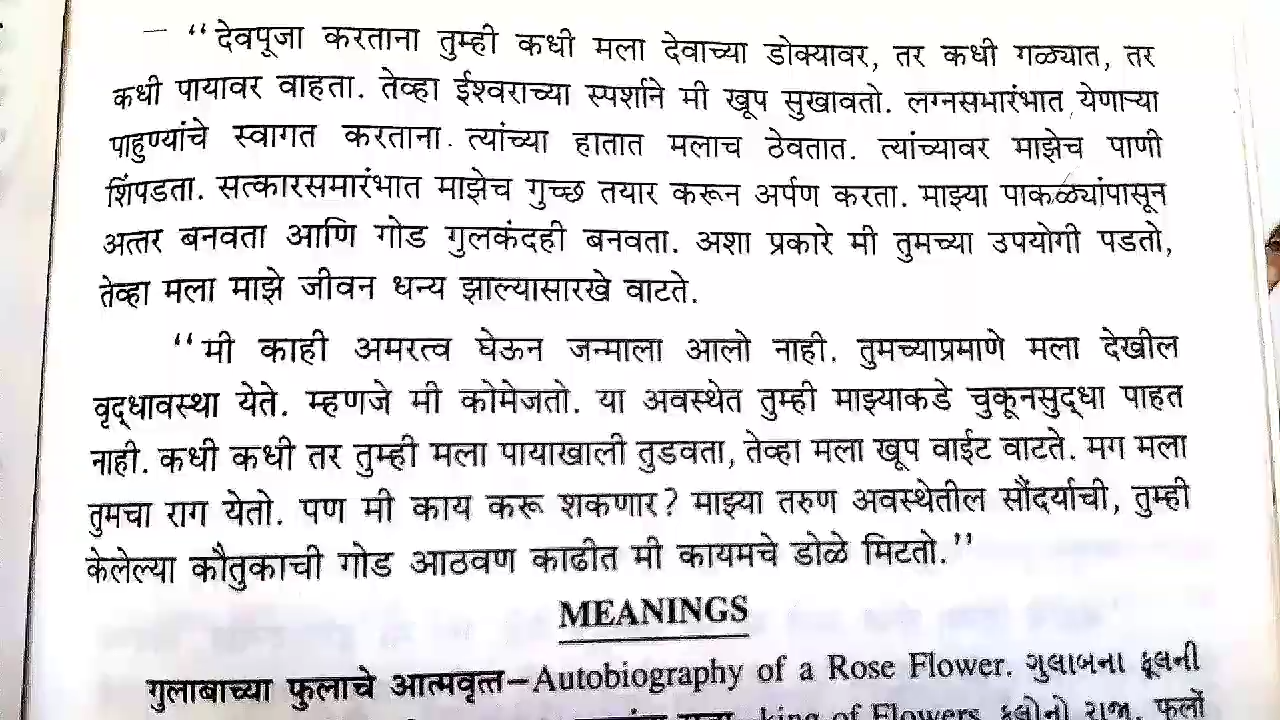 — “देवपूजा करताना तुम्ही कधी मला देवाच्या डोक्यावर, तर कधी गळ्यात, तर
कधी पायावर वाहता. तेव्हा ईश्वराच्या स्पर्शाने मी खूप सुखावतो. लग्नसभारंभात येणाऱ्या
पाहुण्यांचे स्वागत करताना. त्यांच्या हातात मलाच ठेवतात. त्यांच्यावर माझेच पाणी
शिंपडता. सत्कारसमारंभात माझेच गुच्छ तयार करून अर्पण करता. माझ्या पाकळ्यांपासून
अत्तर बनवता आणि गोड गुलकंदही बनवता. अशा प्रकारे मी तुमच्या उपयोगी पडतो,
तेव्हा मला माझे जीवन धन्य झाल्यासारखे वाटते.
“मी काही अमरत्व घेऊन जन्माला आलो नाही. तुमच्याप्रमाणे मला देखील
वृद्धावस्था येते. म्हणजे मी कोमेजतो. या अवस्थेत तुम्ही माझ्याकडे चुकूनसुद्धा पाहत
नाही. कधी कधी तर तुम्ही मला पायाखाली तुडवता, तेव्हा मला खूप वाईट वाटते. मग मला
तुमचा राग येतो. पण मी काय करू शकणार? माझ्या तरुण अवस्थेतील सौंदर्याची, तुम्ही
केलेल्या कौतुकाची गोड आठवण काढीत मी कायमचे डोळे मिटतो.”
MEANINGS
गुलाबाच्या फुलाचे आत्मवृत्त–Autobiography of a Rose Flower. ગુલાબના ફૂલની
king of Flowers. ફૂલોનો રાજા. फूलों